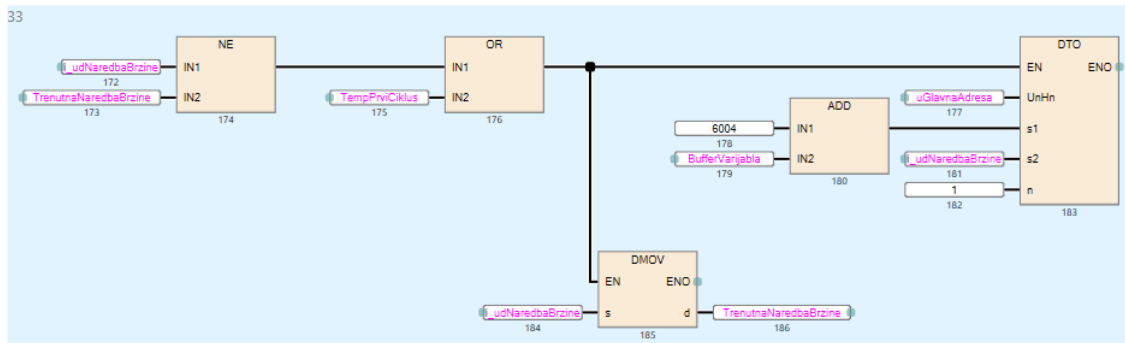 33
NE
i_udNaredbaBrzine
IN1
172
TrenutnaNaredbaBrzine
IN2
173
174
OR
IN1
TempPrviCiklus
IN2
175
176
DTO
EN
ENO
uGlavnaAdresa
UnHn
177
ADD
6004
IN1
s1
178
BufferVarijabla
IN2
179
180
i_udNaredbaBrzine
s2
181
1
n
182
183
DMOV
EN
ENO
i_udNaredbaBrzine
s
d
TrenutnaNaredbaBrzine
184
185
186